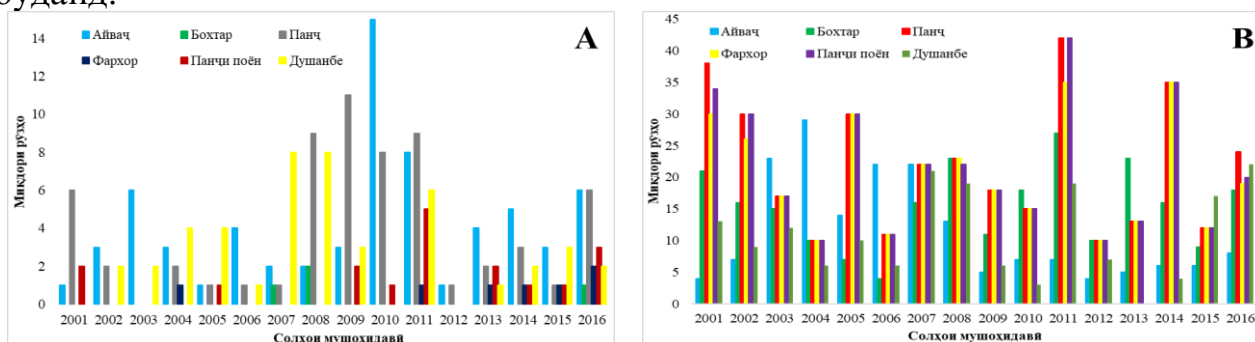 буданд.
A
Айваҷ Бохтар Панҷ
Фархор Панҷи поён Душанбе
Миқдори рӯзҳо
14
12
10
8
6
4
2
0
2001 2002 2003 2004 2005 2006 2007 2008 2009 2010 2011 2012 2013 2014 2015 2016
Солҳои мушоҳидавӣ
B
Айваҷ Бохтар Панҷ
Фархор Панҷи поён Душанбе
Миқдори рӯзҳо
45
40
35
30
25
20
15
10
5
0
2001 2002 2003 2004 2005 2006 2007 2008 2009 2010 2011 2012 2013 2014 2015 2016
Солҳои мушоҳидавӣ